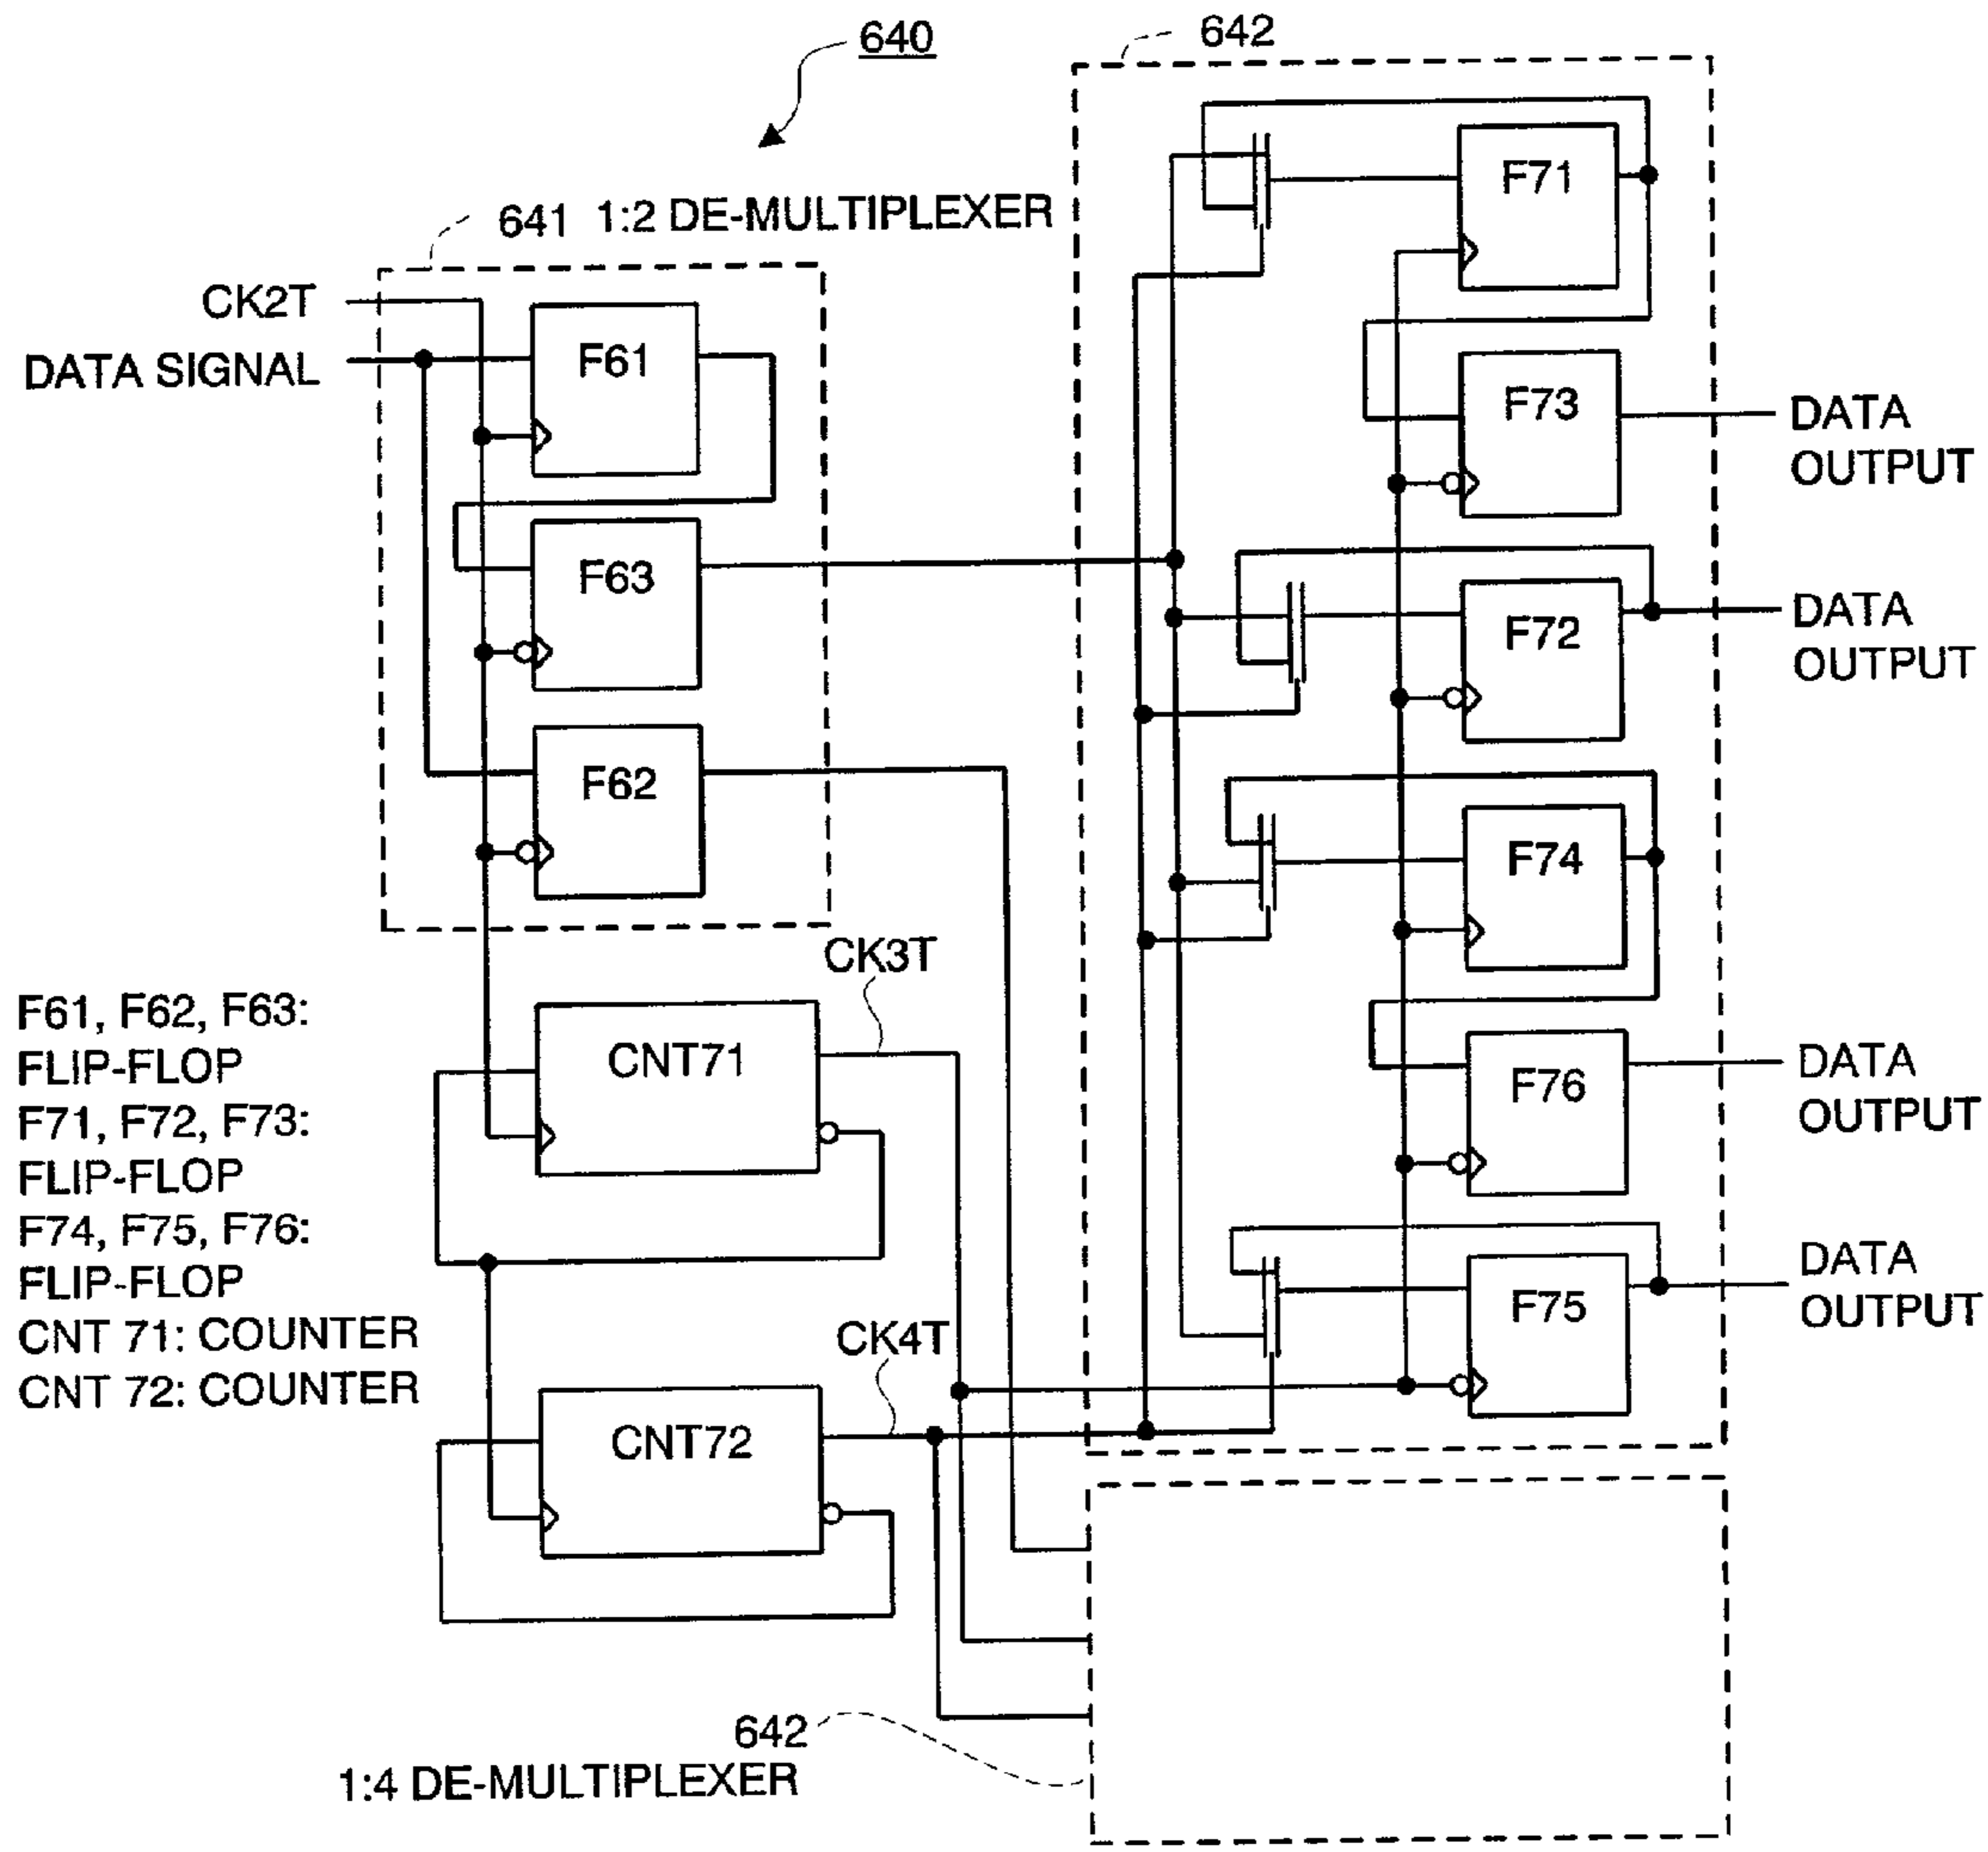 640
642
641 1:2 DE-MULTIPLEXER
CK2T
DATA SIGNAL
F61
F63
F62
F71
F73
DATA
OUTPUT
F72
DATA
OUTPUT
F74
F76
DATA
OUTPUT
F75
DATA
OUTPUT
CK3T
CNT71
CK4T
CNT72
F61, F62, F63:
FLIP-FLOP
F71, F72, F73:
FLIP-FLOP
F74, F75, F76:
FLIP-FLOP
CNT 71: COUNTER
CNT 72: COUNTER
642
1:4 DE-MULTIPLEXER